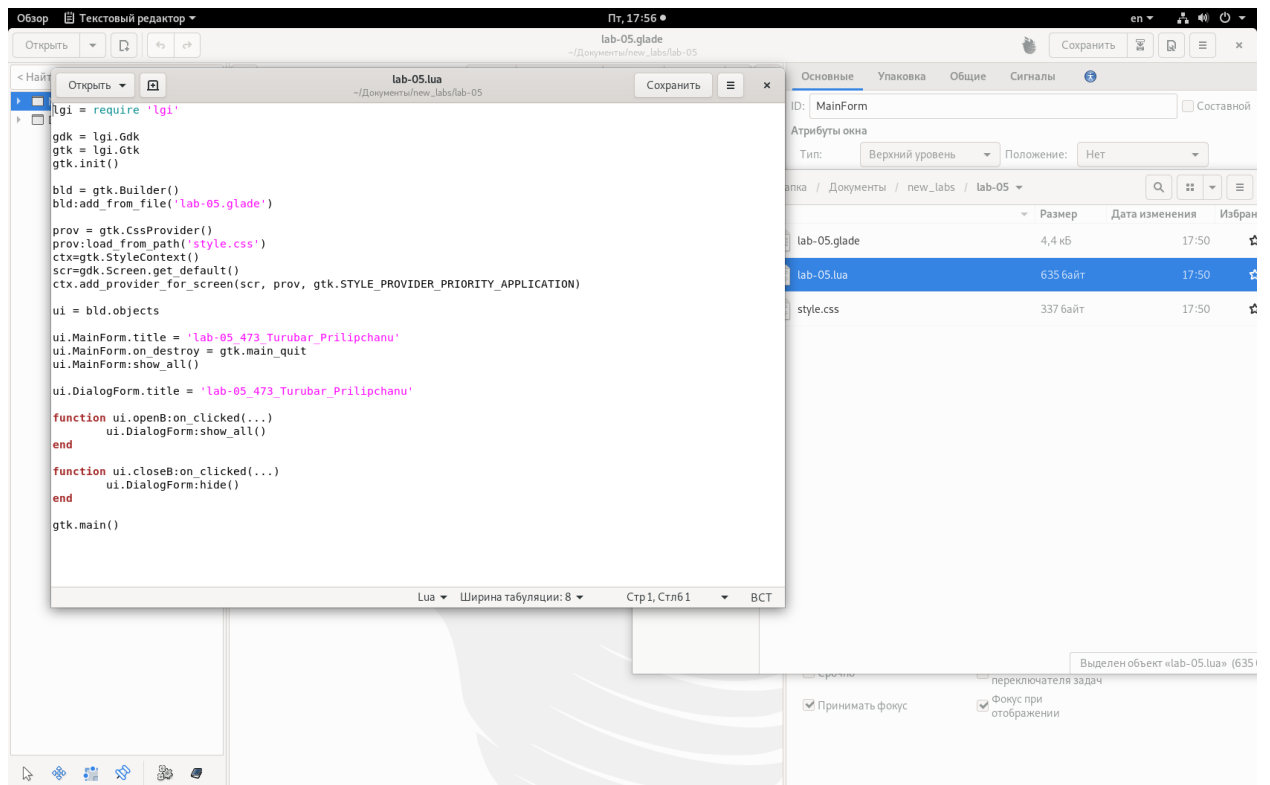 Обзор Текстовый редактор Пт, 17:56 en
Открыть lab-05.glade Сохранить
~/Документы/new_labs/lab-05
< Найт
Открыть lab-05.lua Сохранить
~/Документы/new_labs/lab-05
lgi = require 'lgi'
gdk = lgi.Gdk
gtk = lgi.Gtk
gtk.init()
bld = gtk.Builder()
bld:add_from_file('lab-05.glade')
prov = gtk.CssProvider()
prov:load_from_path('style.css')
ctx=gtk.StyleContext()
scr=gdk.Screen.get_default()
ctx.add_provider_for_screen(scr, prov, gtk.STYLE_PROVIDER_PRIORITY_APPLICATION)
ui = bld.objects
ui.MainForm.title = 'lab-05_473_Turubar_Prilipchanu'
ui.MainForm.on_destroy = gtk.main_quit
ui.MainForm:show_all()
ui.DialogForm.title = 'lab-05_473_Turubar_Prilipchanu'
function ui.openB:on_clicked(...)
ui.DialogForm:show_all()
end
function ui.closeB:on_clicked(...)
ui.DialogForm:hide()
end
gtk.main()
Lua Ширина табуляции: 8 Стр 1, Стлб 1 ВСТ
Основные Упаковка Общие Сигналы
ID: MainForm Составной
Атрибуты окна
Тип: Верхний уровень Положение: Нет
апка / Документы / new_labs / lab-05
Размер Дата изменения Избран
lab-05.glade 4,4 кБ 17:50
lab-05.lua 635 байт 17:50
style.css 337 байт 17:50
Выделен объект «lab-05.lua» (635
Срочно переключателя задач
Принимать фокус Фокус при
отображении